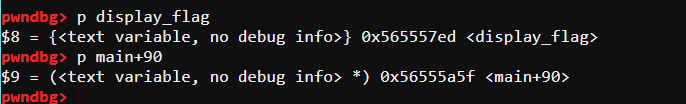 pwndbg> p display_flag
$8 = {<text variable, no debug info>} 0x565557ed <display_flag>
pwndbg> p main+90
$9 = (<text variable, no debug info> *) 0x56555a5f <main+90>
pwndbg>